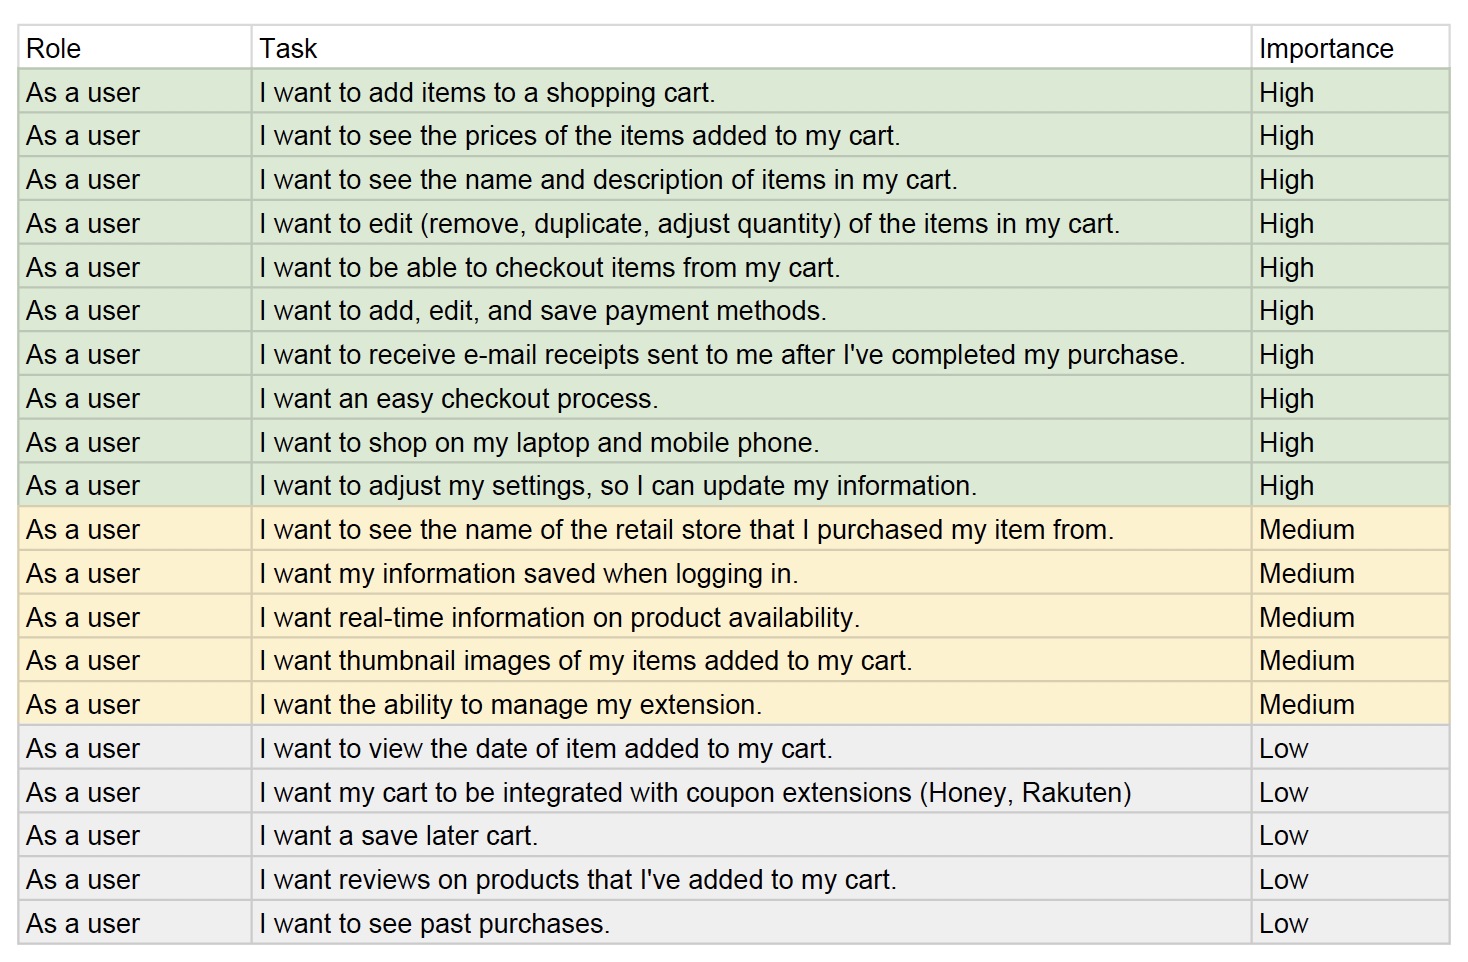 Role Task Importance
As a user I want to add items to a shopping cart. High
As a user I want to see the prices of the items added to my cart. High
As a user I want to see the name and description of items in my cart. High
As a user I want to edit (remove, duplicate, adjust quantity) of the items in my cart. High
As a user I want to be able to checkout items from my cart. High
As a user I want to add, edit, and save payment methods. High
As a user I want to receive e-mail receipts sent to me after I've completed my purchase. High
As a user I want an easy checkout process. High
As a user I want to shop on my laptop and mobile phone. High
As a user I want to adjust my settings, so I can update my information. High
As a user I want to see the name of the retail store that I purchased my item from. Medium
As a user I want my information saved when logging in. Medium
As a user I want real-time information on product availability. Medium
As a user I want thumbnail images of my items added to my cart. Medium
As a user I want the ability to manage my extension. Medium
As a user I want to view the date of item added to my cart. Low
As a user I want my cart to be integrated with coupon extensions (Honey, Rakuten) Low
As a user I want a save later cart. Low
As a user I want reviews on products that I've added to my cart. Low
As a user I want to see past purchases. Low